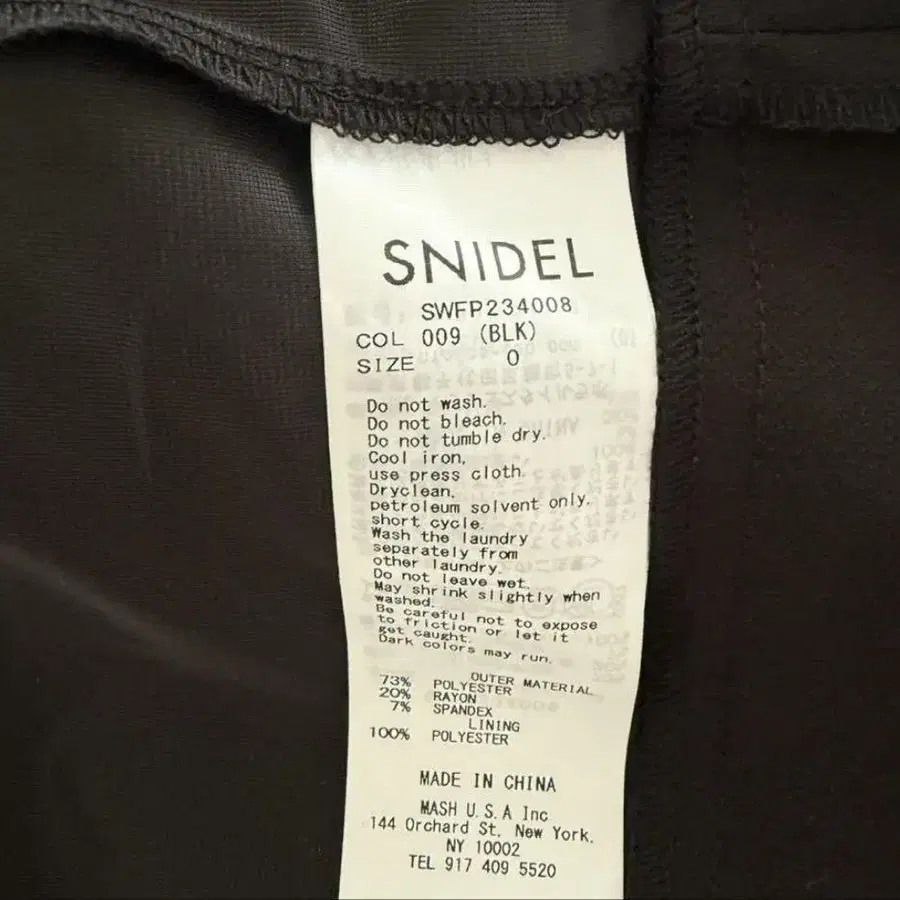 SNIDEL
SWFP234008
COL 009 (BLK)
SIZE 0
Do not wash.
Do not bleach.
Do not tumble dry.
Cool iron,
use press cloth.
Dryclean,
petroleum solvent only,
short cycle.
Wash the laundry
separately from
other laundry.
Do not leave wet.
May shrink slightly when
washed.
Be careful not to expose
to friction or let it
get caught.
Dark colors may run.
OUTER MATERIAL
73% POLYESTER
20% RAYON
7% SPANDEX
LINING
100% POLYESTER
MADE IN CHINA
MASH U.S.A Inc
144 Orchard St, New York,
NY 10002
TEL 917 409 5520